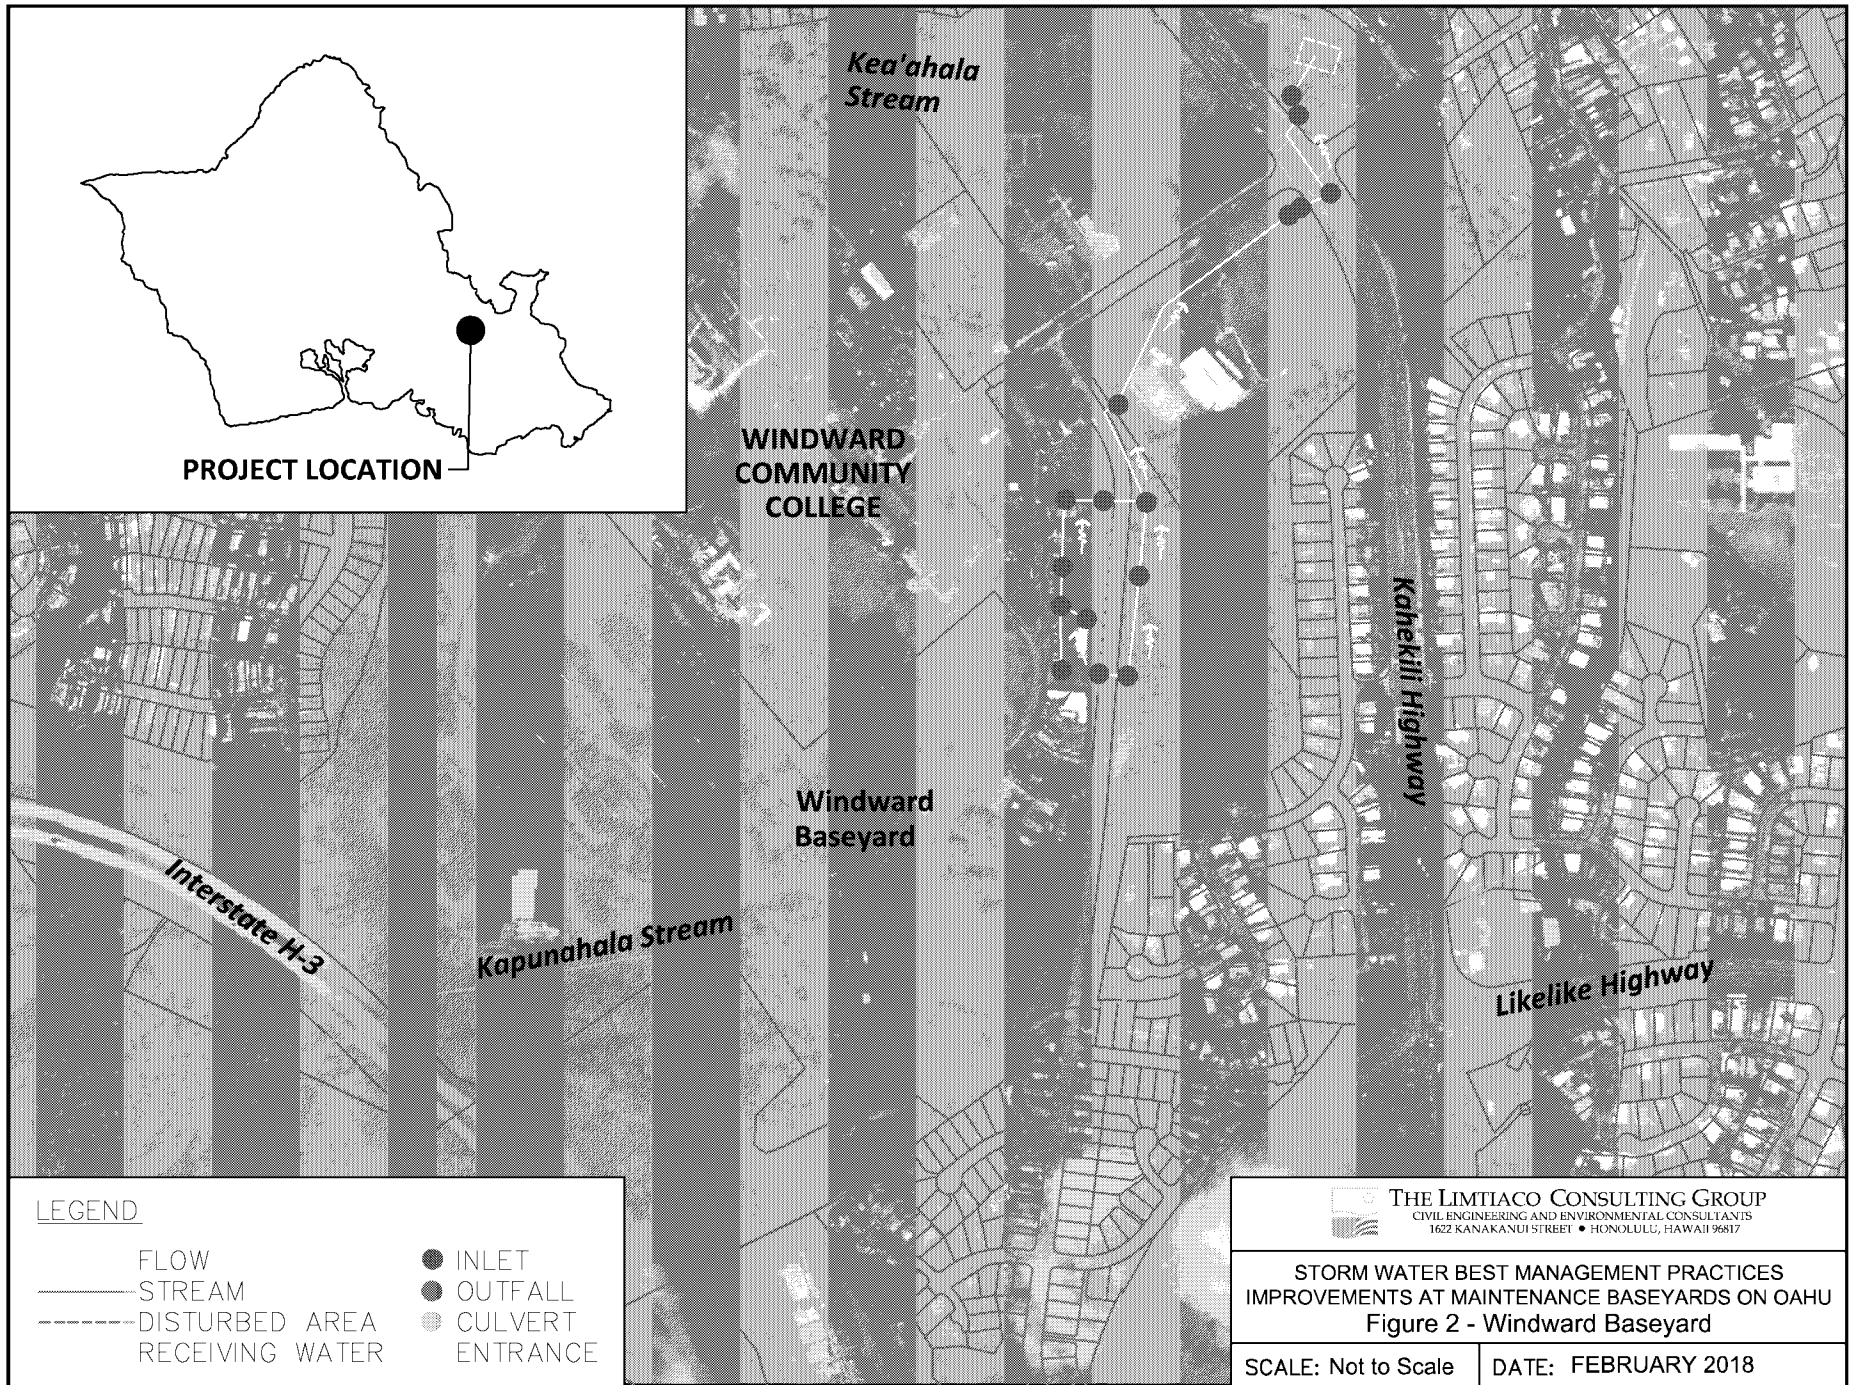 Kea'ahala
Stream
PROJECT LOCATION
WINDWARD
COMMUNITY
COLLEGE
Kahekili Highway
Windward
Baseyard
Interstate H-3
Kapunahala Stream
Likelike Highway
LEGEND
FLOW
STREAM
DISTURBED AREA
RECEIVING WATER
INLET
OUTFALL
CULVERT
ENTRANCE
THE LIMTIACO CONSULTING GROUP
CIVIL ENGINEERING AND ENVIRONMENTAL CONSULTANTS
1622 KANAKANUI STREET ● HONOLULU, HAWAII 96817
STORM WATER BEST MANAGEMENT PRACTICES
IMPROVEMENTS AT MAINTENANCE BASEYARDS ON OAHU
Figure 2 - Windward Baseyard
SCALE: Not to Scale
DATE: FEBRUARY 2018